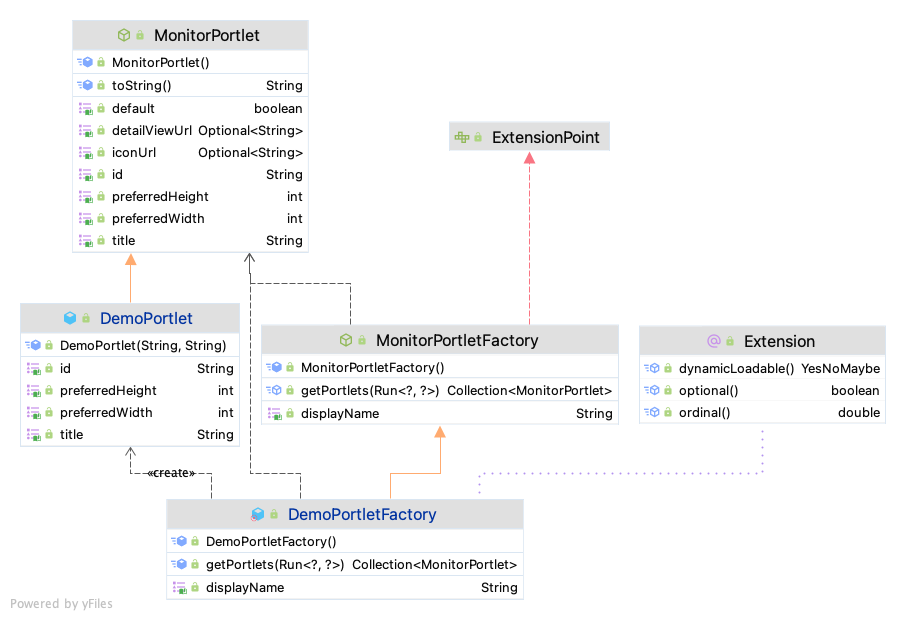 MonitorPortlet
MonitorPortlet()
toString() String
default boolean
detailViewUrl Optional<String>
iconUrl Optional<String>
id String
preferredHeight int
preferredWidth int
title String
ExtensionPoint
DemoPortlet
DemoPortlet(String, String)
id String
preferredHeight int
preferredWidth int
title String
MonitorPortletFactory
MonitorPortletFactory()
getPortlets(Run<?, ?>) Collection<MonitorPortlet>
displayName String
@ Extension
dynamicLoadable() YesNoMaybe
optional() boolean
ordinal() double
«create»
DemoPortletFactory
DemoPortletFactory()
getPortlets(Run<?, ?>) Collection<MonitorPortlet>
displayName String
Powered by yFiles